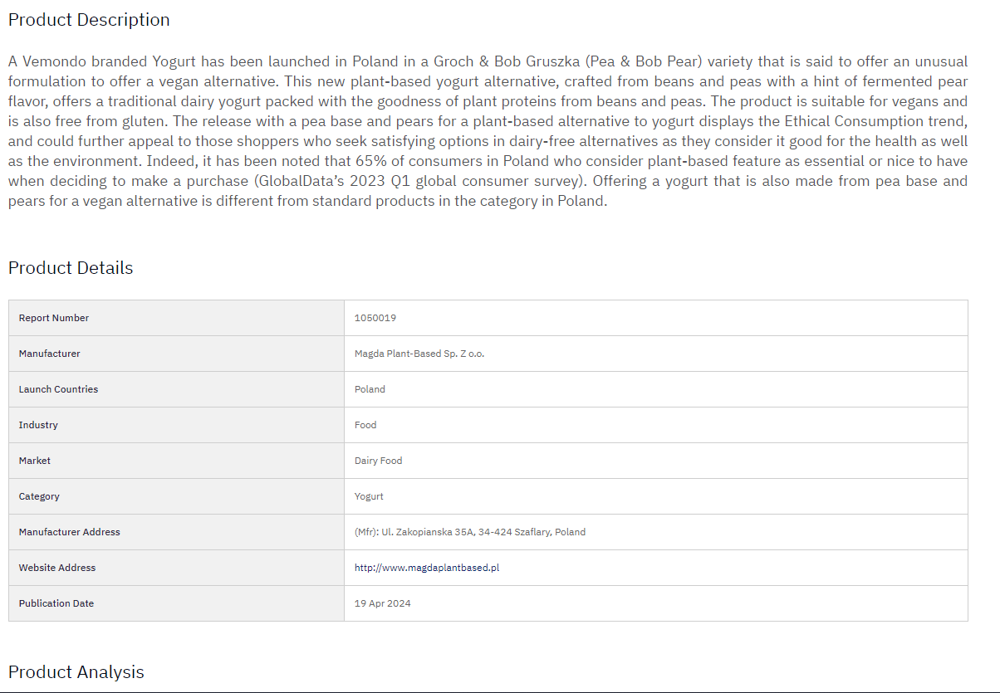 Product Description
A Vemondo branded Yogurt has been launched in Poland in a Groch & Bob Gruszka (Pea & Bob Pear) variety that is said to offer an unusual
formulation to offer a vegan alternative. This new plant-based yogurt alternative, crafted from beans and peas with a hint of fermented pear
flavor, offers a traditional dairy yogurt packed with the goodness of plant proteins from beans and peas. The product is suitable for vegans and
is also free from gluten. The release with a pea base and pears for a plant-based alternative to yogurt displays the Ethical Consumption trend,
and could further appeal to those shoppers who seek satisfying options in dairy-free alternatives as they consider it good for the health as well
as the environment. Indeed, it has been noted that 65% of consumers in Poland who consider plant-based feature as essential or nice to have
when deciding to make a purchase (GlobalData’s 2023 Q1 global consumer survey). Offering a yogurt that is also made from pea base and
pears for a vegan alternative is different from standard products in the category in Poland.
Product Details
Report Number 1050019
Manufacturer Magda Plant-Based Sp. Z o.o.
Launch Countries Poland
Industry Food
Market Dairy Food
Category Yogurt
Manufacturer Address (Mfr): Ul. Zakopianska 35A, 34-424 Szaflary, Poland
Website Address http://www.magdaplantbased.pl
Publication Date 19 Apr 2024
Product Analysis